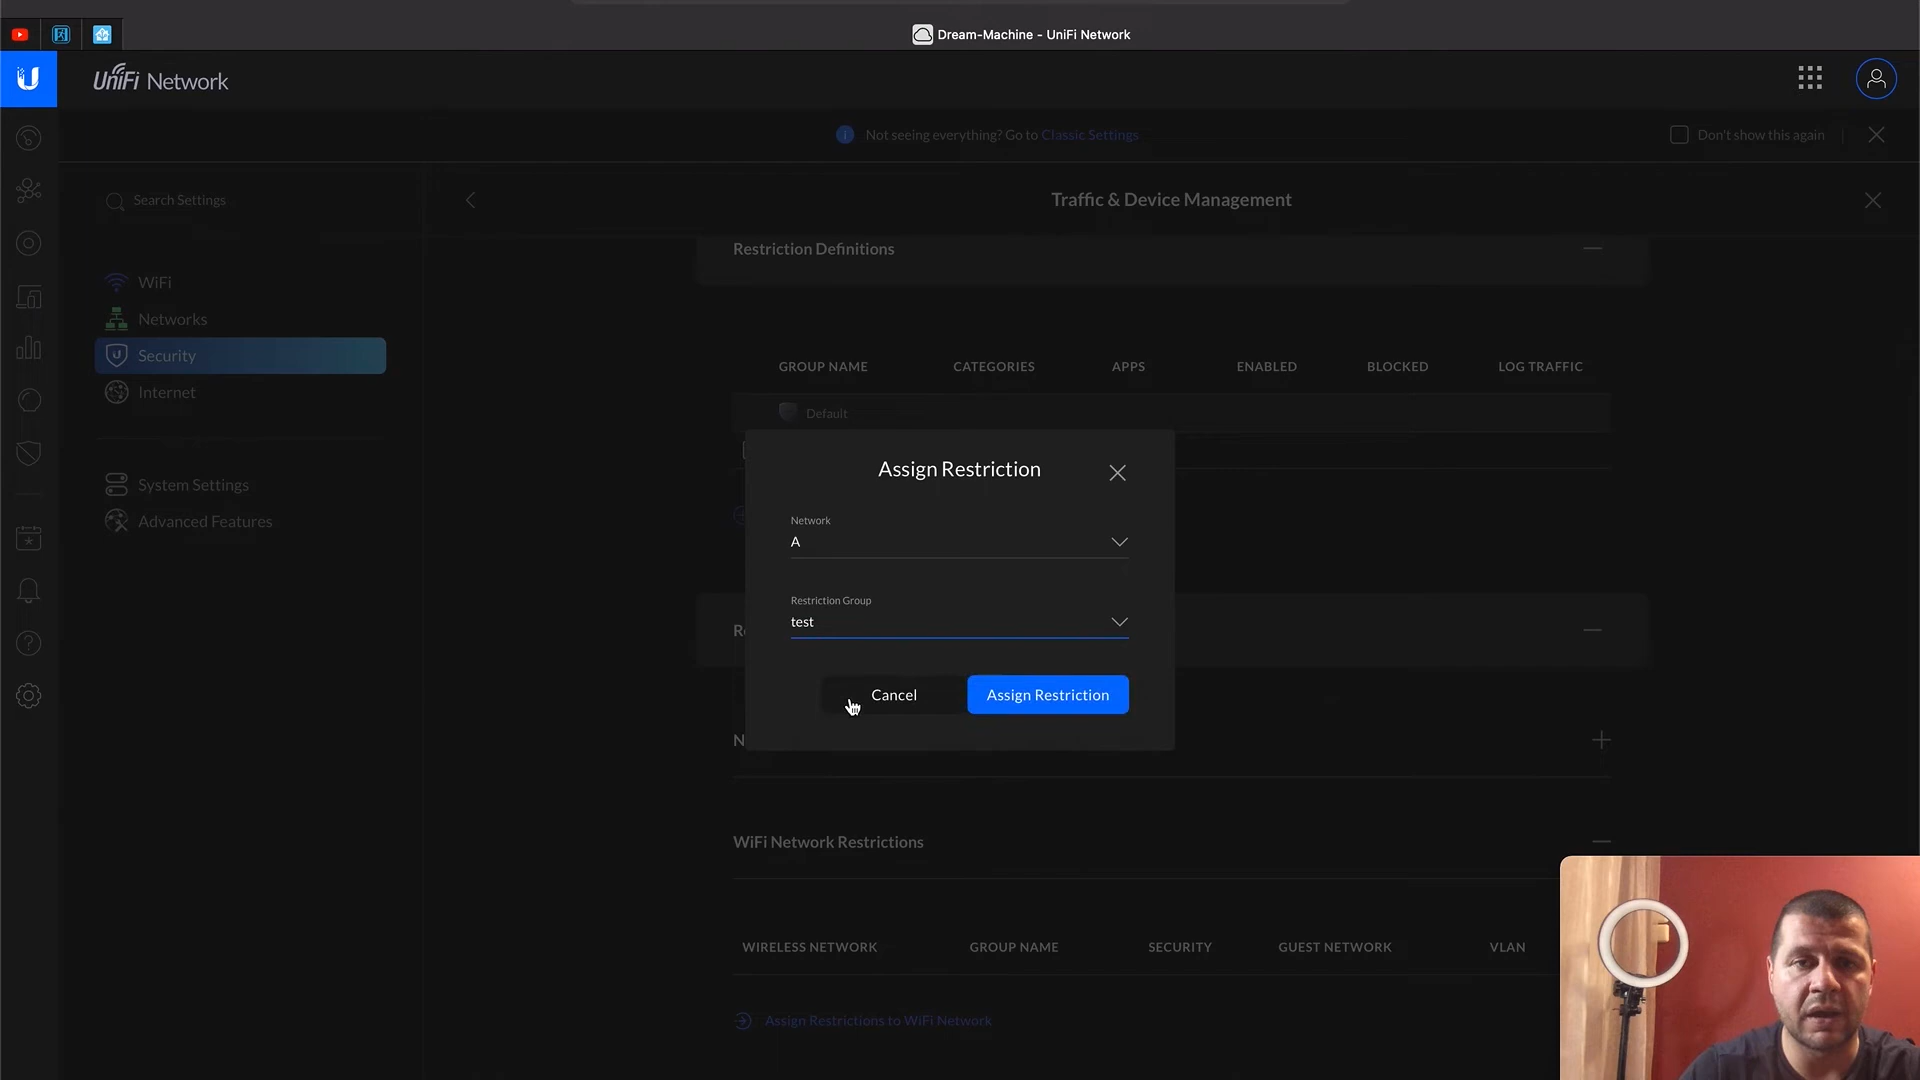 Dream-Machine - UniFi Network
UniFi Network
Not seeing everything? Go to Classic Settings
Don't show this again
Search Settings
Traffic & Device Management
Restriction Definitions
WiFi
Networks
Security
Internet
System Settings
Advanced Features
GROUP NAME CATEGORIES APPS ENABLED BLOCKED LOG TRAFFIC
Default
Assign Restriction
Network
A
Restriction Group
test
Cancel Assign Restriction
WiFi Network Restrictions
WIRELESS NETWORK GROUP NAME SECURITY GUEST NETWORK VLAN
Assign Restrictions to WiFi Network